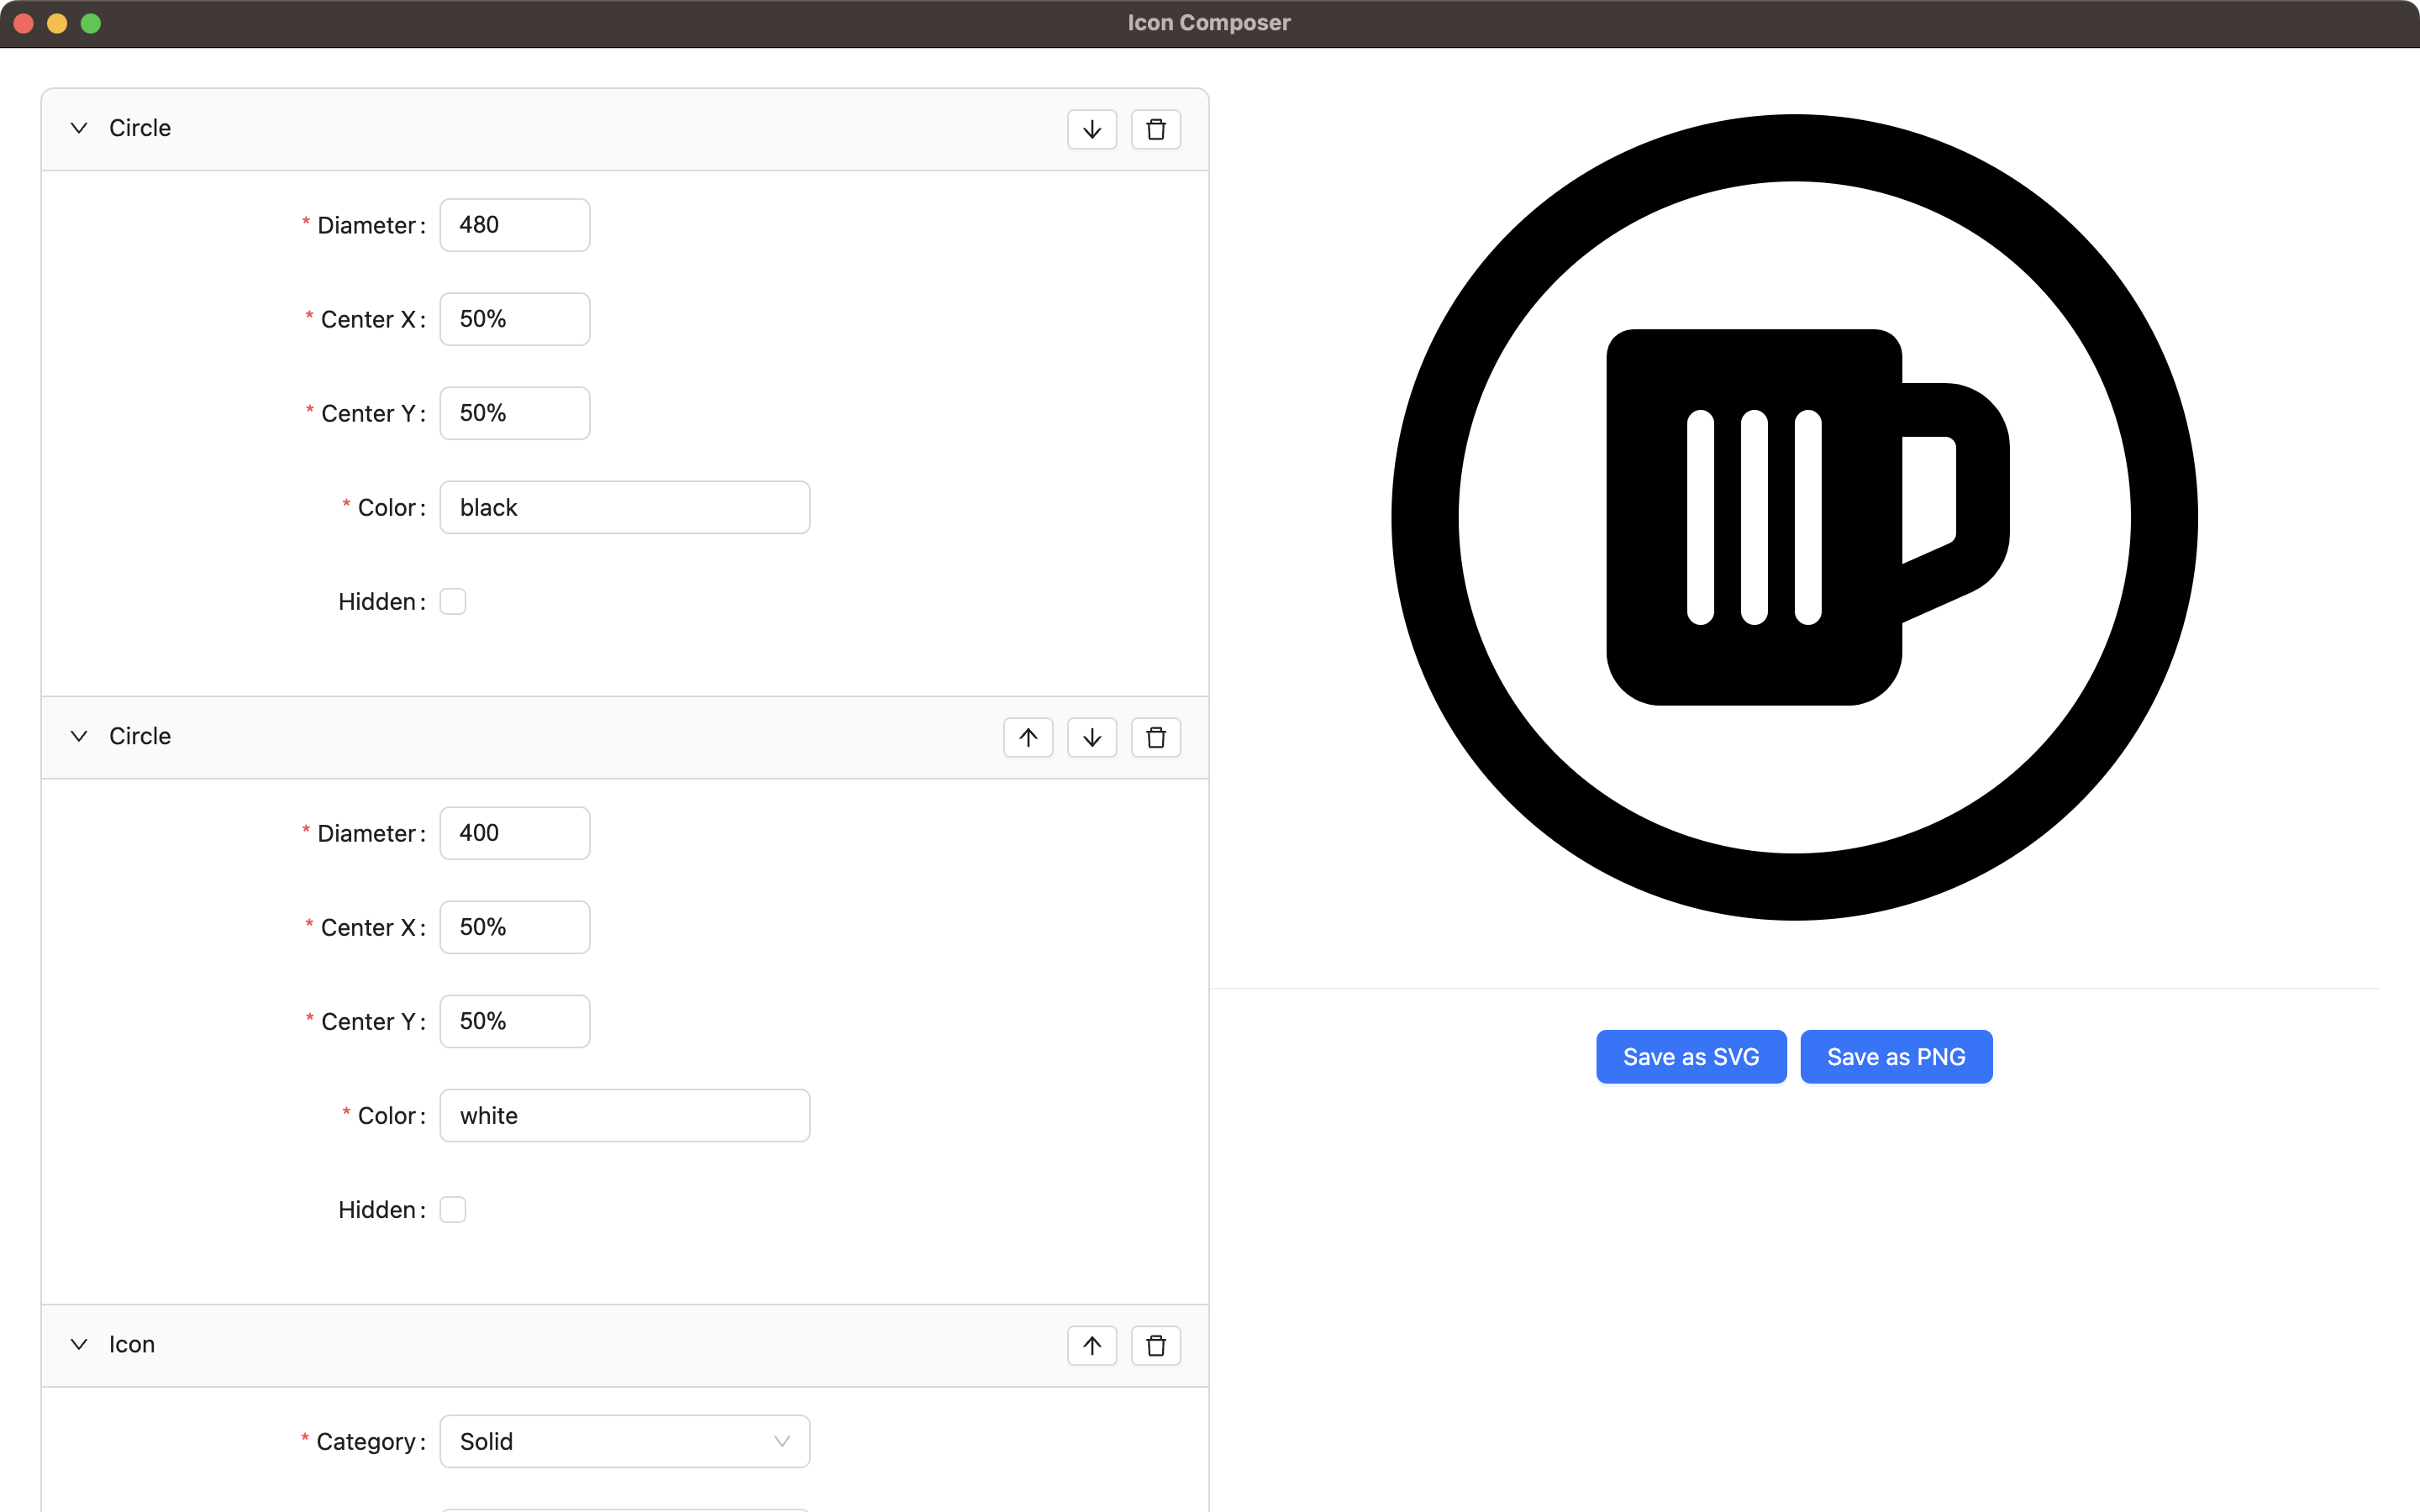 Icon Composer
Circle
* Diameter: 480
* Center X: 50%
* Center Y: 50%
* Color: black
Hidden:
Circle
* Diameter: 400
* Center X: 50%
* Center Y: 50%
* Color: white
Hidden:
Icon
* Category: Solid
Save as SVG
Save as PNG